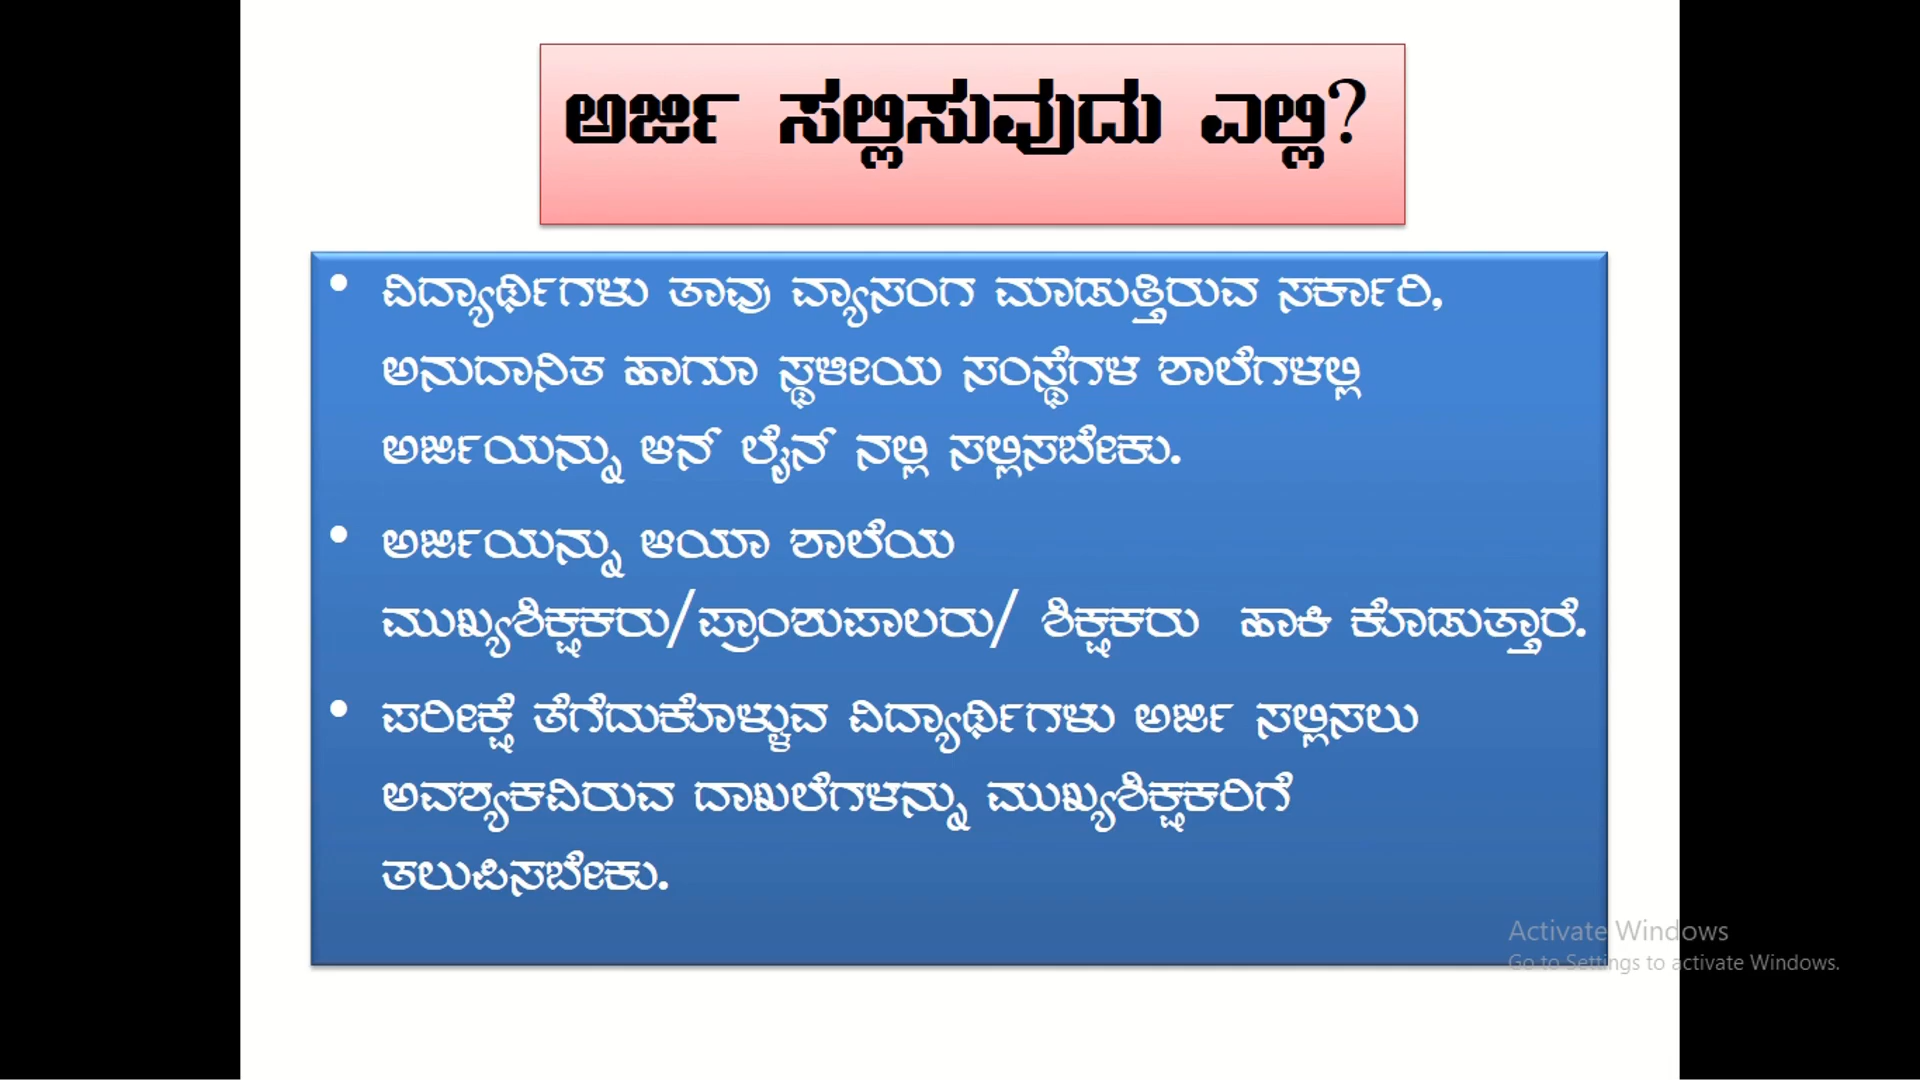 ಅರ್ಜಿ ಸಲ್ಲಿಸುವುದು ಎಲ್ಲಿ?
• ವಿದ್ಯಾರ್ಥಿಗಳು ತಾವು ವ್ಯಾಸಂಗ ಮಾಡುತ್ತಿರುವ ಸರ್ಕಾರಿ,
ಅನುದಾನಿತ ಹಾಗೂ ಸ್ಥಳೀಯ ಸಂಸ್ಥೆಗಳ ಶಾಲೆಗಳಲ್ಲಿ
ಅರ್ಜಿಯನ್ನು ಆನ್ ಲೈನ್ ನಲ್ಲಿ ಸಲ್ಲಿಸಬೇಕು.
• ಅರ್ಜಿಯನ್ನು ಆಯಾ ಶಾಲೆಯ
ಮುಖ್ಯಶಿಕ್ಷಕರು/ಪ್ರಾಂಶುಪಾಲರು/ ಶಿಕ್ಷಕರು ಹಾಕಿ ಕೊಡುತ್ತಾರೆ.
• ಪರೀಕ್ಷೆ ತೆಗೆದುಕೊಳ್ಳುವ ವಿದ್ಯಾರ್ಥಿಗಳು ಅರ್ಜಿ ಸಲ್ಲಿಸಲು
ಅವಶ್ಯಕವಿರುವ ದಾಖಲೆಗಳನ್ನು ಮುಖ್ಯಶಿಕ್ಷಕರಿಗೆ
ತಲುಪಿಸಬೇಕು.
Activate Windows
Go to Settings to activate Windows.